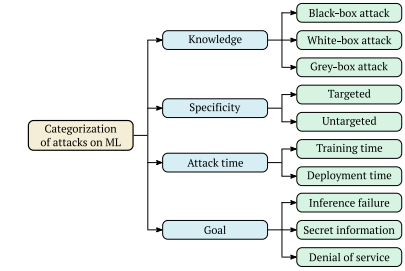 Categorization
of attacks on ML
Knowledge
Black-box attack
White-box attack
Grey-box attack
Specificity
Targeted
Untargeted
Attack time
Training time
Deployment time
Goal
Inference failure
Secret information
Denial of service